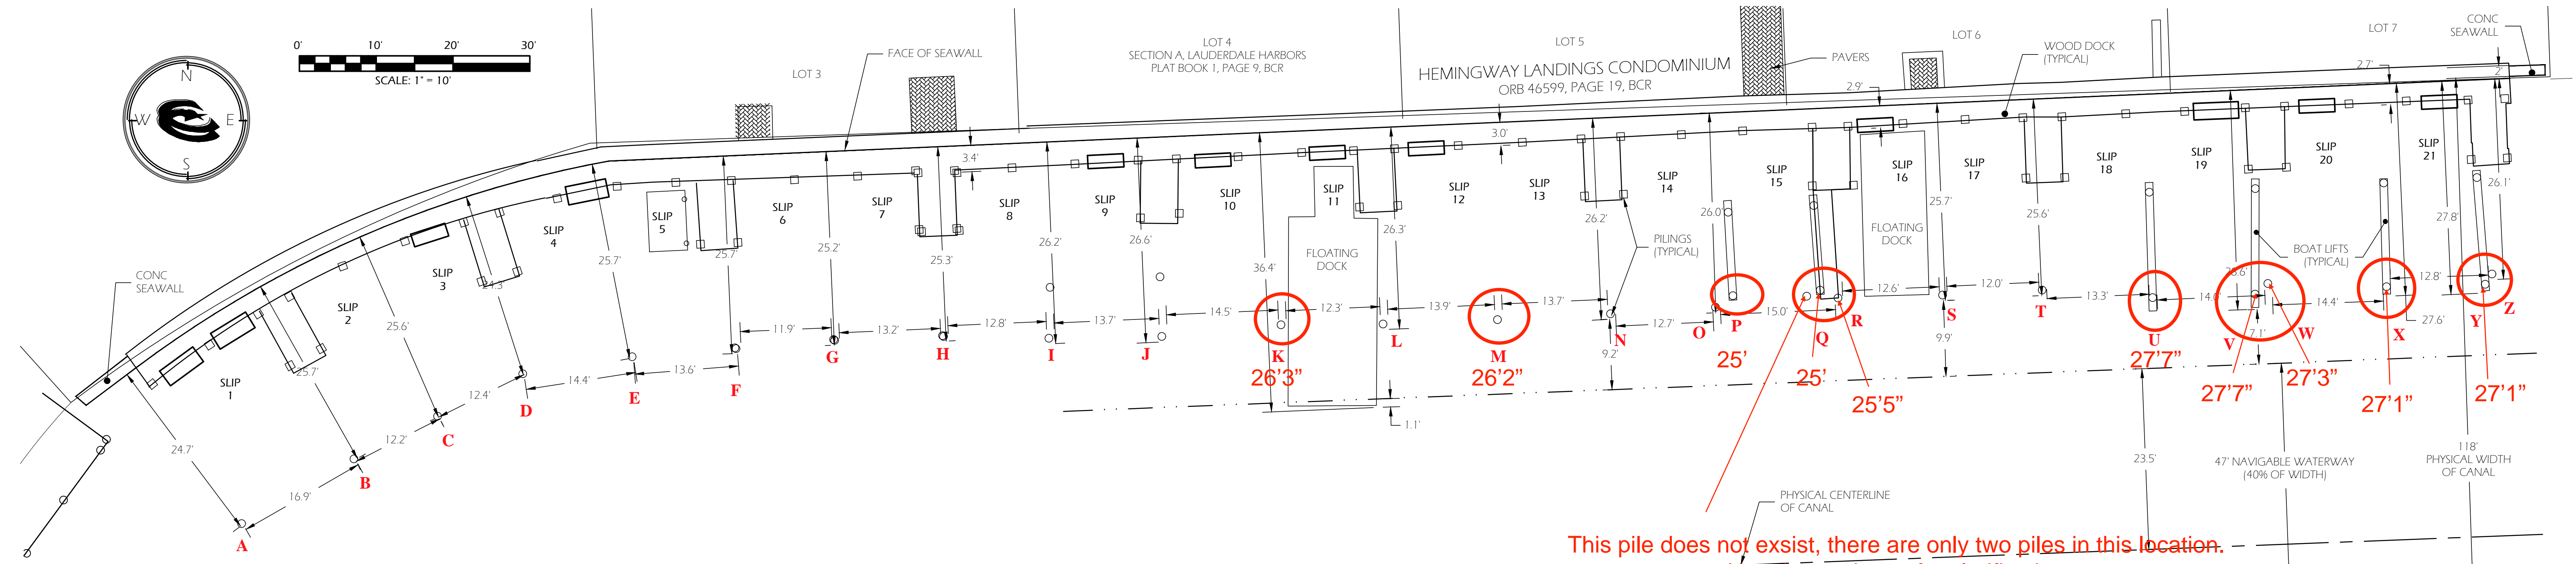 0' 10' 20' 30'
SCALE: 1" = 10'
N
W E
S
LOT 3
FACE OF SEAWALL
LOT 4
SECTION A, LAUDERDALE HARBORS
PLAT BOOK 1, PAGE 9, BCR
LOT 5
HEMINGWAY LANDINGS CONDOMINIUM
ORB 46599, PAGE 19, BCR
PAVERS
LOT 6
WOOD DOCK
(TYPICAL)
LOT 7
CONC
SEAWALL
2.7'
2'
2.9'
3.0'
3.4'
CONC
SEAWALL
SLIP
1
SLIP
2
SLIP
3
SLIP
4
SLIP
5
SLIP
6
SLIP
7
SLIP
8
SLIP
9
SLIP
10
SLIP
11
SLIP
12
SLIP
13
SLIP
14
SLIP
15
SLIP
16
SLIP
17
SLIP
18
SLIP
19
SLIP
20
SLIP
21
24.7'
25.7'
25.6'
24.3'
25.7'
25.7'
25.2'
25.3'
26.2'
26.6'
36.4'
26.3'
26.2'
26.0'
25.7'
25.6'
27.8'
26.1'
27.6'
FLOATING
DOCK
FLOATING
DOCK
PILINGS
(TYPICAL)
BOAT LIFTS
(TYPICAL)
16.9'
12.2'
12.4'
14.4'
13.6'
11.9'
13.2'
12.8'
13.7'
14.5'
12.3'
13.9'
13.7'
12.7'
15.0'
12.6'
12.0'
13.3'
14.4'
12.8'
9.2'
9.9'
7.1'
1.1'
A
B
C
D
E
F
G
H
I
J
K
L
M
N
O
P
Q
R
S
T
U
V
W
X
Y
Z
26'3"
26'2"
25'
25'
25'5"
27'7"
27'7"
27'3"
27'1"
27'1"
23.5'
47' NAVIGABLE WATERWAY
(40% OF WIDTH)
118'
PHYSICAL WIDTH
OF CANAL
PHYSICAL CENTERLINE
OF CANAL
This pile does not exsist, there are only two piles in this location.